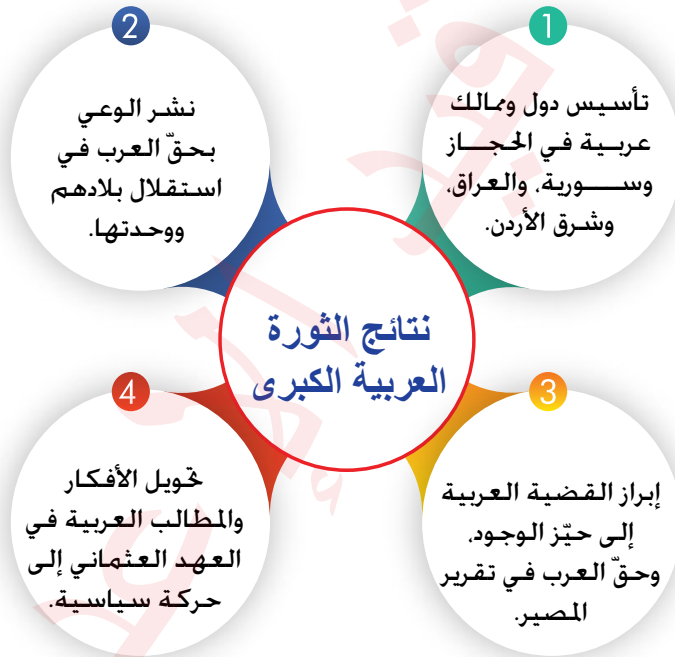 نتائج الثورة
العربية الكبرى
1
تأسيس دول وممالك
عربية في الحجاز
وسورية، والعراق،
وشرق الأردن.
2
نشر الوعي
بحقّ العرب في
استقلال بلادهم
ووحدتها.
3
إبراز القضية العربية
إلى حيّز الوجود،
وحقّ العرب في تقرير
المصير.
4
تحويل الأفكار
والمطالب العربية في
العهد العثماني إلى
حركة سياسية.